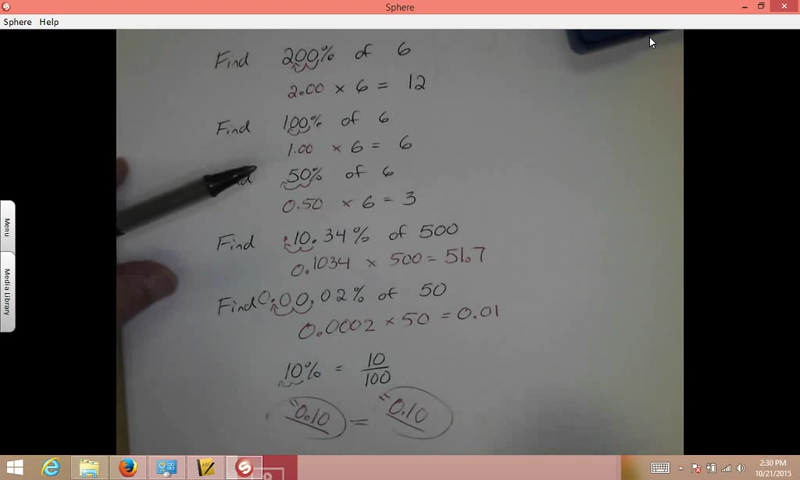 Sphere
Sphere Help
Find 200% of 6
2.00 × 6 = 12
Find 100% of 6
1.00 × 6 = 6
50% of 6
0.50 × 6 = 3
Find 10.34% of 500
0.1034 × 500 = 51.7
Find 0.00.02% of 50
0.0002 × 50 = 0.01
10% = 10/100
0.10 = 0.10
Menu
Media Library
2:30 PM
10/21/2015